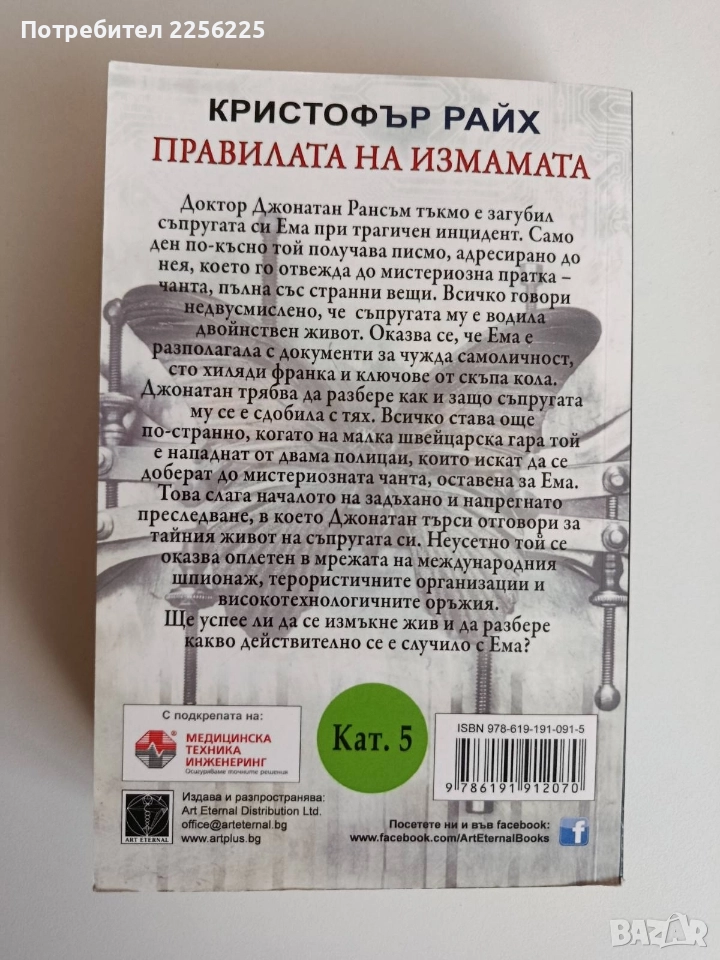 Потребител 2256225
КРИСТОФЪР РАЙХ
ПРАВИЛАТА НА ИЗМАМАТА
Доктор Джонатан Рансъм тъкмо е загубил
съпругата си Ема при трагичен инцидент. Само
ден по-късно той получава писмо, адресирано до
нея, което го отвежда до мистериозна пратка –
чанта, пълна със странни вещи. Всичко говори
недвусмислено, че съпругата му е водила
двойнствен живот. Оказва се, че Ема е
разполагала с документи за чужда самоличност,
сто хиляди франка и ключове от скъпа кола.
Джонатан трябва да разбере как и защо съпругата
му се е сдобила с тях. Всичко става още
по-странно, когато на малка швейцарска гара той
е нападнат от двама полицаи, които искат да се
доберат до мистериозната чанта, оставена за Ема.
Това слага началото на задъхано и напрегнато
преследване, в което Джонатан търси отговори за
тайния живот на съпругата си. Неусетно той се
оказва оплетен в мрежата на международния
шпионаж, терористичните организации и
високотехнологичните оръжия.
Ще успее ли да се измъкне жив и да разбере
какво действително се е случило с Ема?
С подкрепата на:
МЕДИЦИНСКА
ТЕХНИКА
ИНЖЕНЕРИНГ
Осигуряваме точните решения
Кат. 5
ISBN 978-619-191-091-5
9 786191 912070
ART ETERNAL
Издава и разпространява:
Art Eternal Distribution Ltd.
office@arteternal.bg
www.artplus.bg
Посетете ни и във facebook:
www.facebook.com/ArtEternalBooks
f
BAZAR